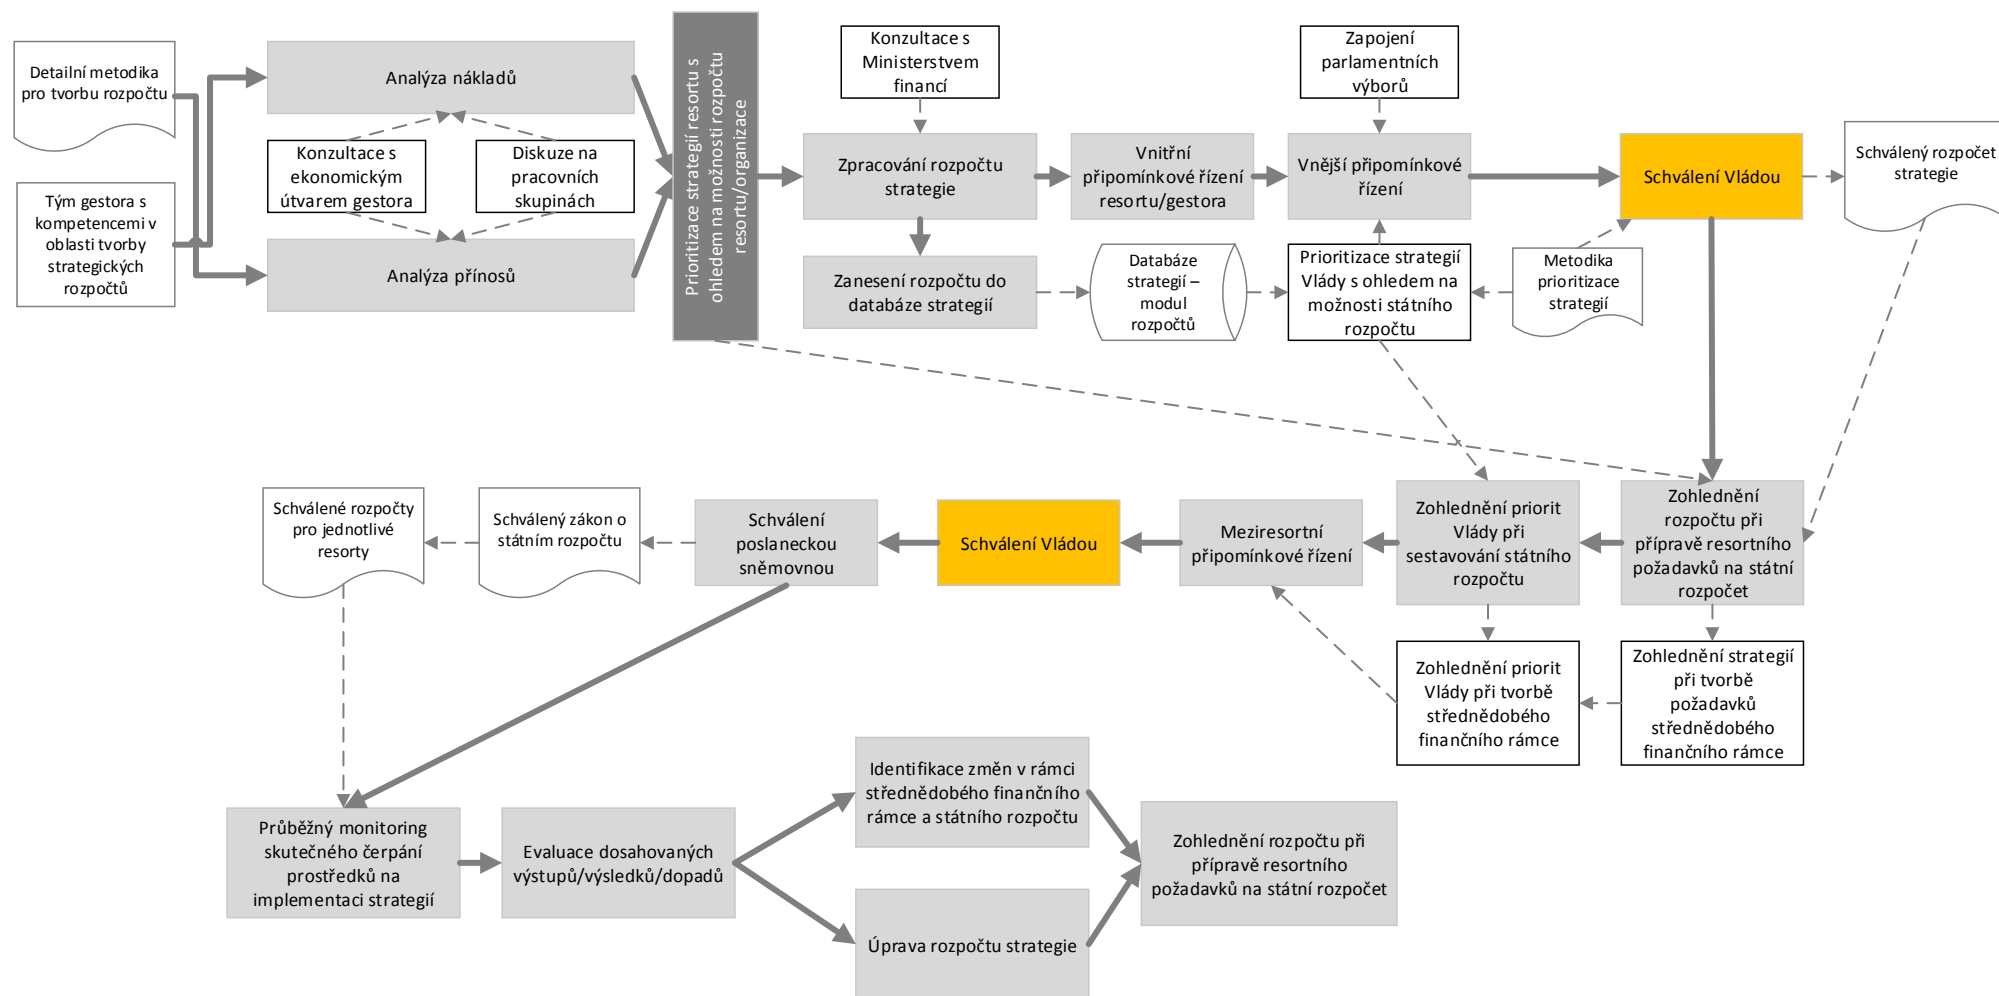 Detailní metodika
pro tvorbu rozpočtu
Tým gestora s
kompetencemi v
oblasti tvorby
strategických
rozpočtů
Analýza nákladů
Konzultace s
ekonomickým
útvarem gestora
Diskuze na
pracovních
skupinách
Analýza přínosů
Prioritizace strategií resortu s
ohledem na možnosti rozpočtu
resortu/organizace
Konzultace s
Ministerstvem
financí
Zpracování rozpočtu
strategie
Zanesení rozpočtu do
databáze strategií
Vnitřní
připomínkové řízení
resortu/gestora
Databáze
strategií –
modul
rozpočtů
Zapojení
parlamentních
výborů
Vnější připomínkové
řízení
Prioritizace strategií
Vlády s ohledem na
možnosti státního
rozpočtu
Metodika
prioritizace
strategií
Schválení Vládou
Schválený rozpočet
strategie
Schválené rozpočty
pro jednotlivé
resorty
Schválený zákon o
státním rozpočtu
Schválení
poslaneckou
sněmovnou
Schválení Vládou
Meziresortní
připomínkové řízení
Zohlednění priorit
Vlády při
sestavování státního
rozpočtu
Zohlednění
rozpočtu při
přípravě resortního
požadavků na státní
rozpočet
Zohlednění priorit
Vlády při tvorbě
střednědobého
finančního rámce
Zohlednění strategií
při tvorbě
požadavků
střednědobého
finančního rámce
Průběžný monitoring
skutečného čerpání
prostředků na
implementaci strategií
Evaluace dosahovaných
výstupů/výsledků/dopadů
Identifikace změn v rámci
střednědobého finančního
rámce a státního rozpočtu
Úprava rozpočtu strategie
Zohlednění rozpočtu při
přípravě resortního
požadavků na státní rozpočet